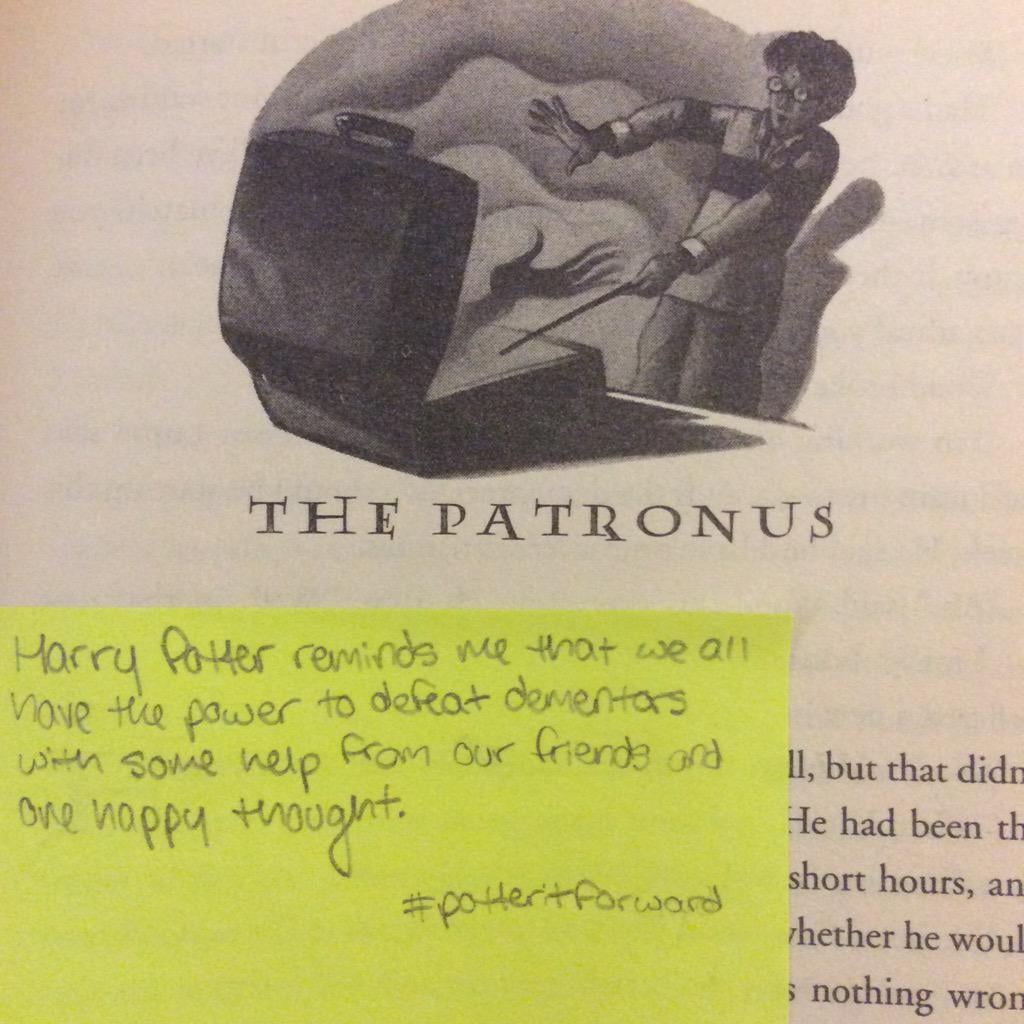 THE PATRONUS
Harry Potter reminds me that we all
have the power to defeat dementors
with some help from our friends and
one happy thought.
#potteritforward
ll, but that didn
He had been th
short hours, an
whether he woul
s nothing wron